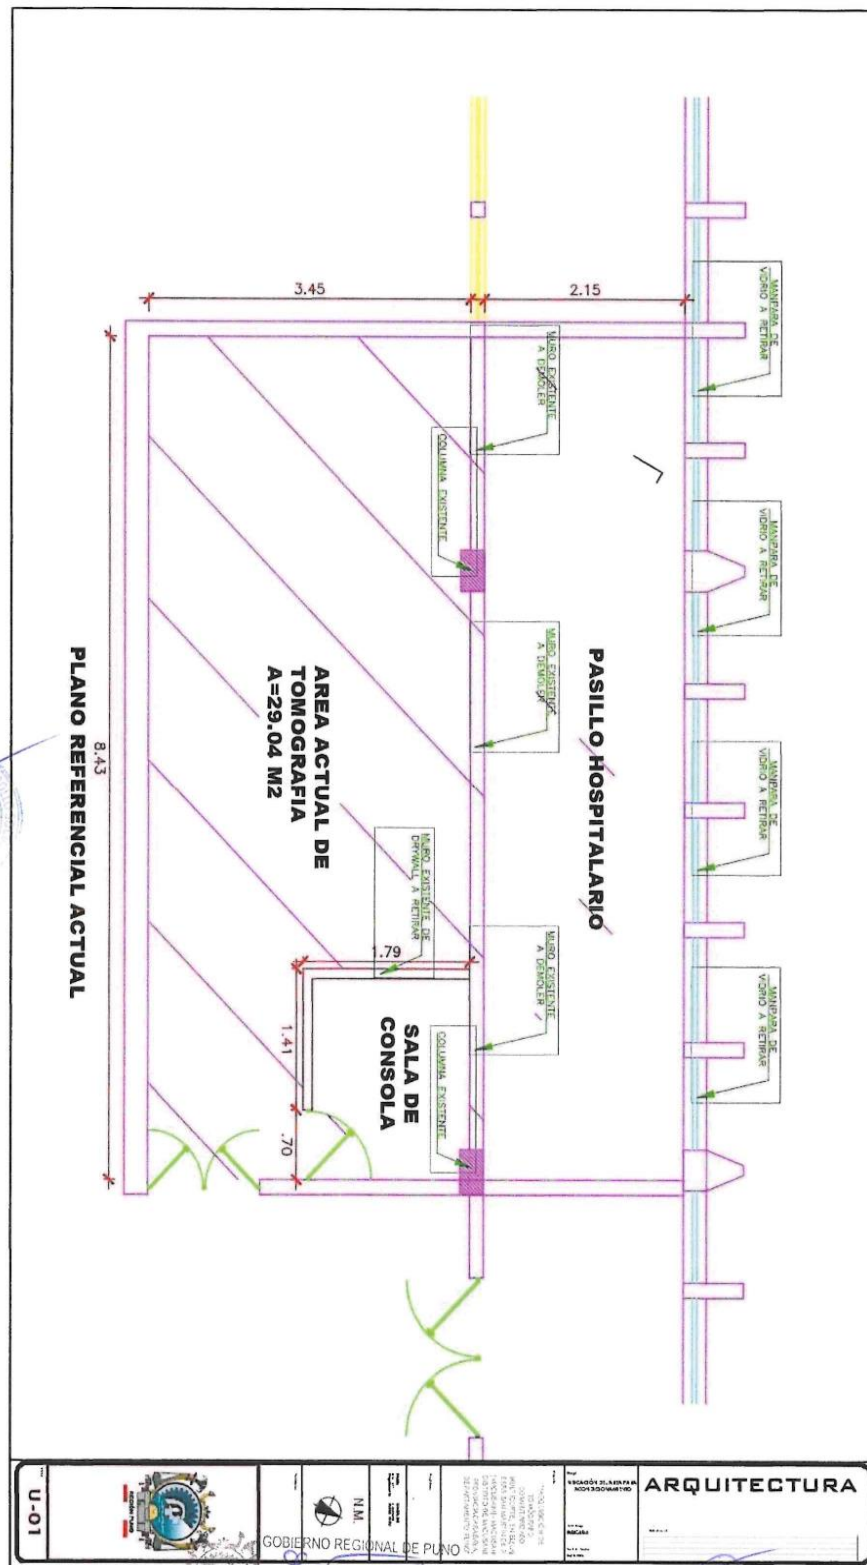 MAMPARA DE
VIDRIO A RETIRAR
MAMPARA DE
VIDRIO A RETIRAR
MAMPARA DE
VIDRIO A RETIRAR
MAMPARA DE
VIDRIO A RETIRAR
2.15
3.45
MURO EXISTENTE
A DEMOLER
COLUMNA EXISTENTE
MURO EXISTENTE
A DEMOLER
MURO EXISTENTE
A DEMOLER
COLUMNA EXISTENTE
PASILLO HOSPITALARIO
AREA ACTUAL DE
TOMOGRAFIA
A=29.04 M2
MURO EXISTENTE DE
DRYWALL A RETIRAR
1.79
SALA DE
CONSOLA
1.41
.70
8.43
PLANO REFERENCIAL ACTUAL
ARQUITECTURA
N.M.
GOBIERNO REGIONAL DE PUNO
REGIÓN PUNO
U-01